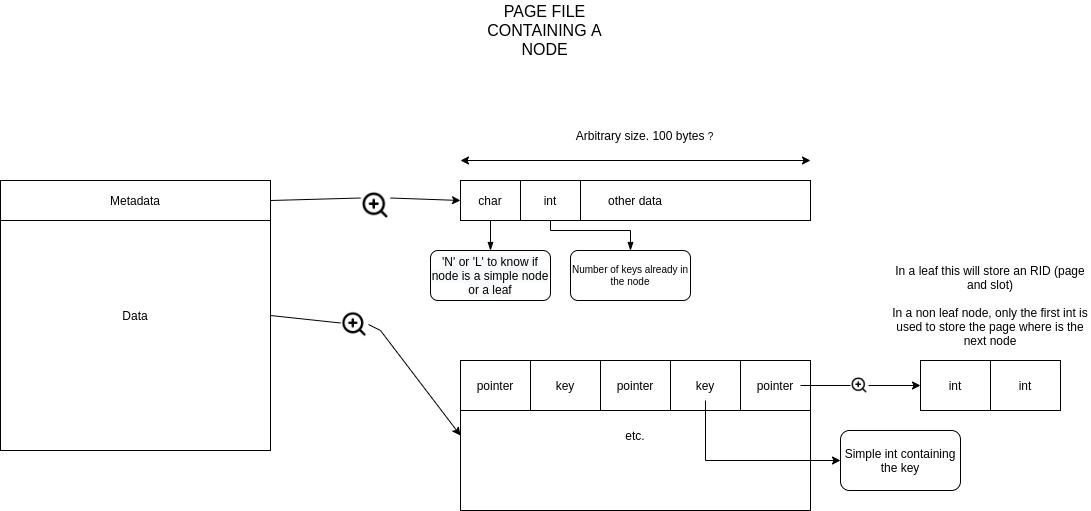 PAGE FILE
CONTAINING A
NODE
Arbitrary size. 100 bytes ?
Metadata
char
int
other data
'N' or 'L' to know if
node is a simple node
or a leaf
Number of keys already in
the node
Data
In a leaf this will store an RID (page
and slot)
In a non leaf node, only the first int is
used to store the page where is the
next node
pointer
key
pointer
key
pointer
int
int
etc.
Simple int containing
the key